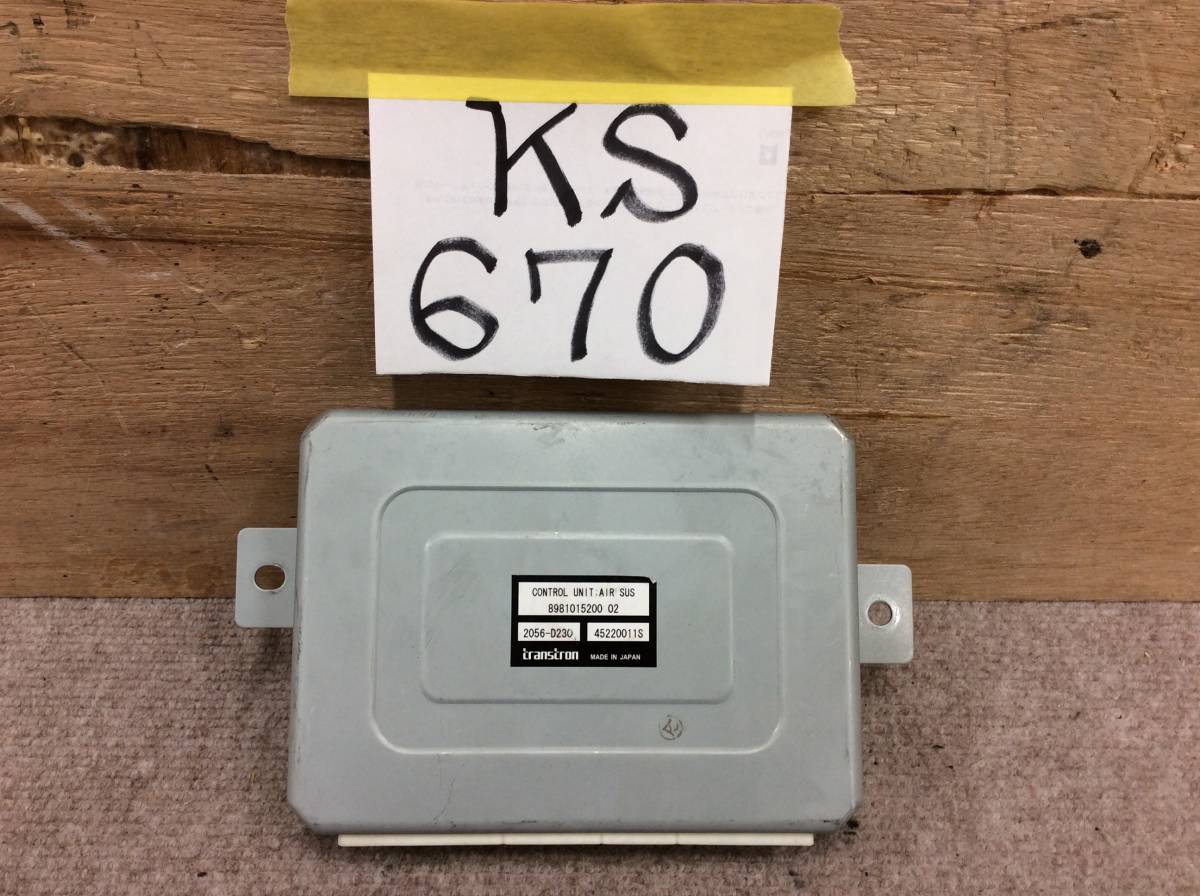 KS
670
CONTROL UNIT;AIR SUS
8981015200 02
2056-D230 45220011S
transtron MADE IN JAPAN